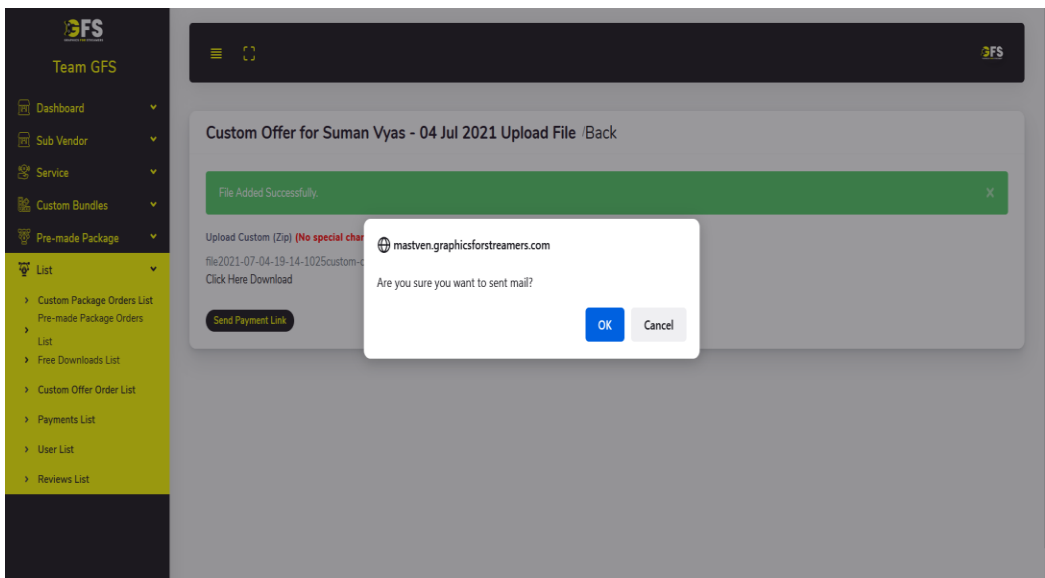 GFS
Team GFS
Dashboard
Sub Vendor
Service
Custom Bundles
Pre-made Package
List
Custom Package Orders List
Pre-made Package Orders
List
Free Downloads List
Custom Offer Order List
Payments List
User List
Reviews List
GFS
Custom Offer for Suman Vyas - 04 Jul 2021 Upload File /Back
File Added Successfully.
X
Upload Custom (Zip) (No special char
file2021-07-04-19-14-1025custom-
Click Here Download
Send Payment Link
mastven.graphicsforstreamers.com
Are you sure you want to sent mail?
OK
Cancel